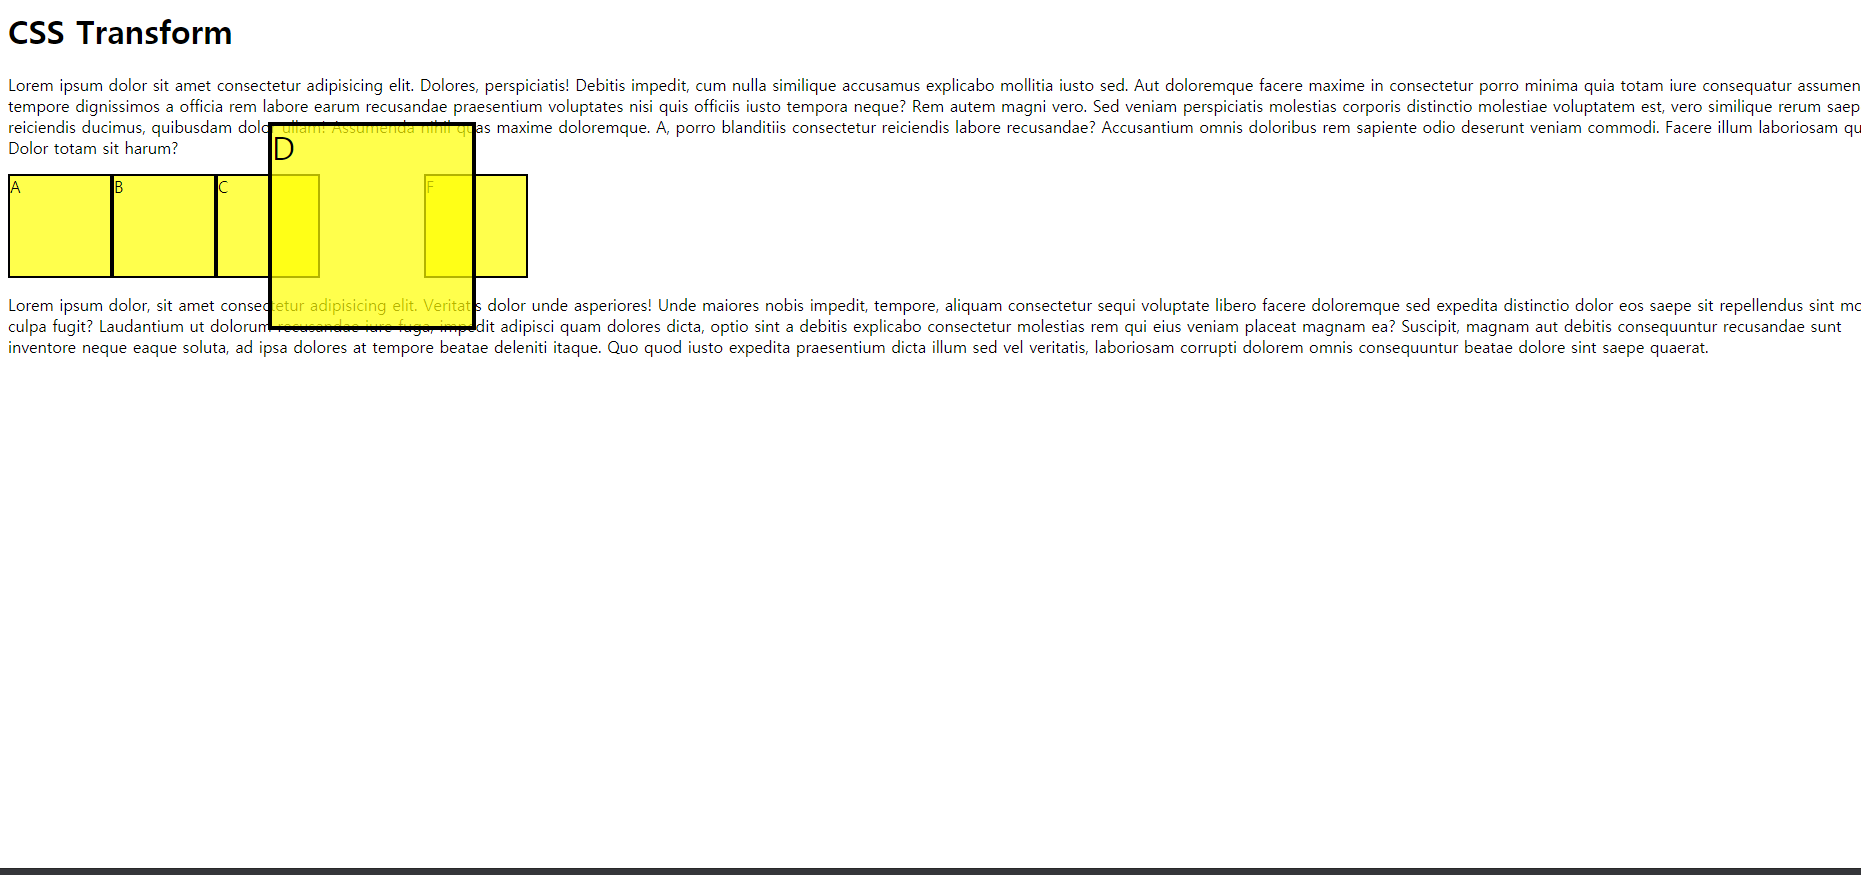 CSS Transform
Lorem ipsum dolor sit amet consectetur adipisicing elit. Dolores, perspiciatis! Debitis impedit, cum nulla similique accusamus explicabo mollitia iusto sed. Aut doloremque facere maxime in consectetur porro minima quia totam iure consequatur assumen
tempore dignissimos a officia rem labore earum recusandae praesentium voluptates nisi quis officiis iusto tempora neque? Rem autem magni vero. Sed veniam perspiciatis molestias corporis distinctio molestiae voluptatem est, vero similique rerum saep
reiciendis ducimus, quibusdam dolor ullam! Assumenda nihil quas maxime doloremque. A, porro blanditiis consectetur reiciendis labore recusandae? Accusantium omnis doloribus rem sapiente odio deserunt veniam commodi. Facere illum laboriosam qu
Dolor totam sit harum?
D
A B C F
Lorem ipsum dolor, sit amet consectetur adipisicing elit. Veritatis dolor unde asperiores! Unde maiores nobis impedit, tempore, aliquam consectetur sequi voluptate libero facere doloremque sed expedita distinctio dolor eos saepe sit repellendus sint mo
culpa fugit? Laudantium ut dolorum recusandae iure fuga, impedit adipisci quam dolores dicta, optio sint a debitis explicabo consectetur molestias rem qui eius veniam placeat magnam ea? Suscipit, magnam aut debitis consequuntur recusandae sunt
inventore neque eaque soluta, ad ipsa dolores at tempore beatae deleniti itaque. Quo quod iusto expedita praesentium dicta illum sed vel veritatis, laboriosam corrupti dolorem omnis consequuntur beatae dolore sint saepe quaerat.